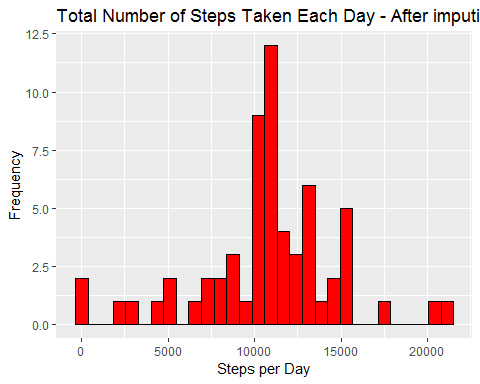 Total Number of Steps Taken Each Day - After imputi
12.5
10.0
7.5
5.0
2.5
0.0
Frequency
0 5000 10000 15000 20000
Steps per Day